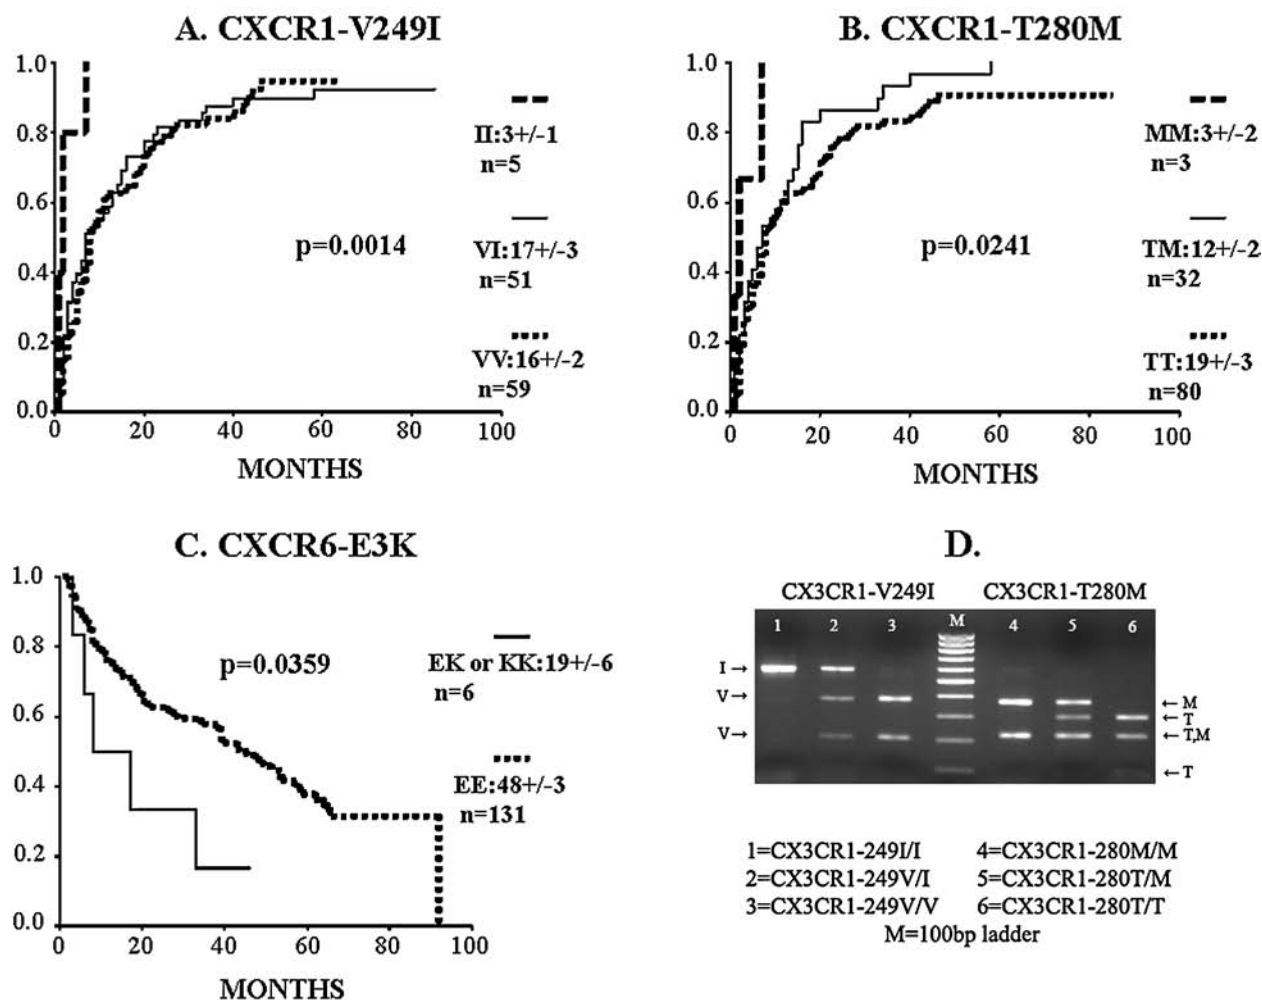 A. CXCR1-V249I
1.0
0.8
0.6
0.4
0.2
0.0
0 20 40 60 80 100
MONTHS
p=0.0014
II:3+/-1
n=5
VI:17+/-3
n=51
VV:16+/-2
n=59
B. CXCR1-T280M
1.0
0.8
0.6
0.4
0.2
0.0
0 20 40 60 80 100
MONTHS
p=0.0241
MM:3+/-2
n=3
TM:12+/-2
n=32
TT:19+/-3
n=80
C. CXCR6-E3K
1.0
0.8
0.6
0.4
0.2
0.0
0 20 40 60 80 100
MONTHS
p=0.0359
EK or KK:19+/-6
n=6
EE:48+/-3
n=131
D.
CX3CR1-V249I CX3CR1-T280M
1 2 3 M 4 5 6
I→
V→
V→
←M
←T
←T,M
←T
1=CX3CR1-249I/I 4=CX3CR1-280M/M
2=CX3CR1-249V/I 5=CX3CR1-280T/M
3=CX3CR1-249V/V 6=CX3CR1-280T/T
M=100bp ladder